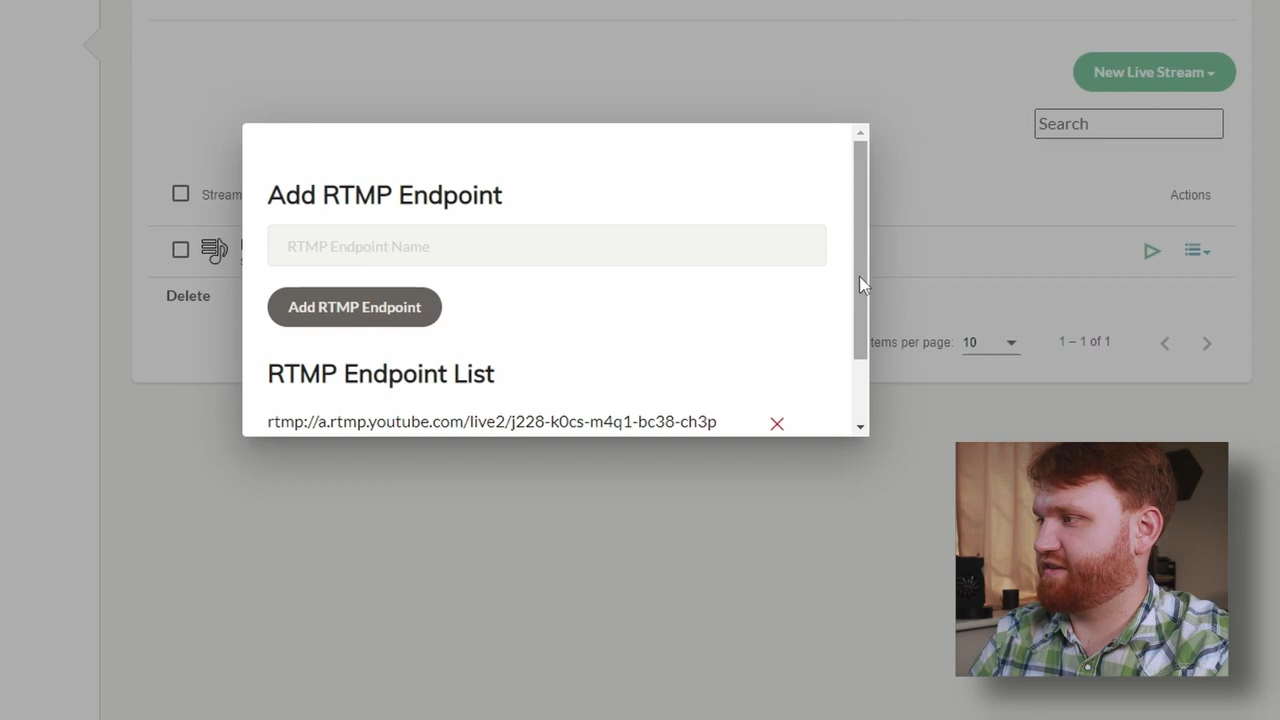 New Live Stream
Search
Stream
Actions
Add RTMP Endpoint
RTMP Endpoint Name
Delete
Add RTMP Endpoint
tems per page: 10
1 – 1 of 1
RTMP Endpoint List
rtmp://a.rtmp.youtube.com/live2/j228-k0cs-m4q1-bc38-ch3p